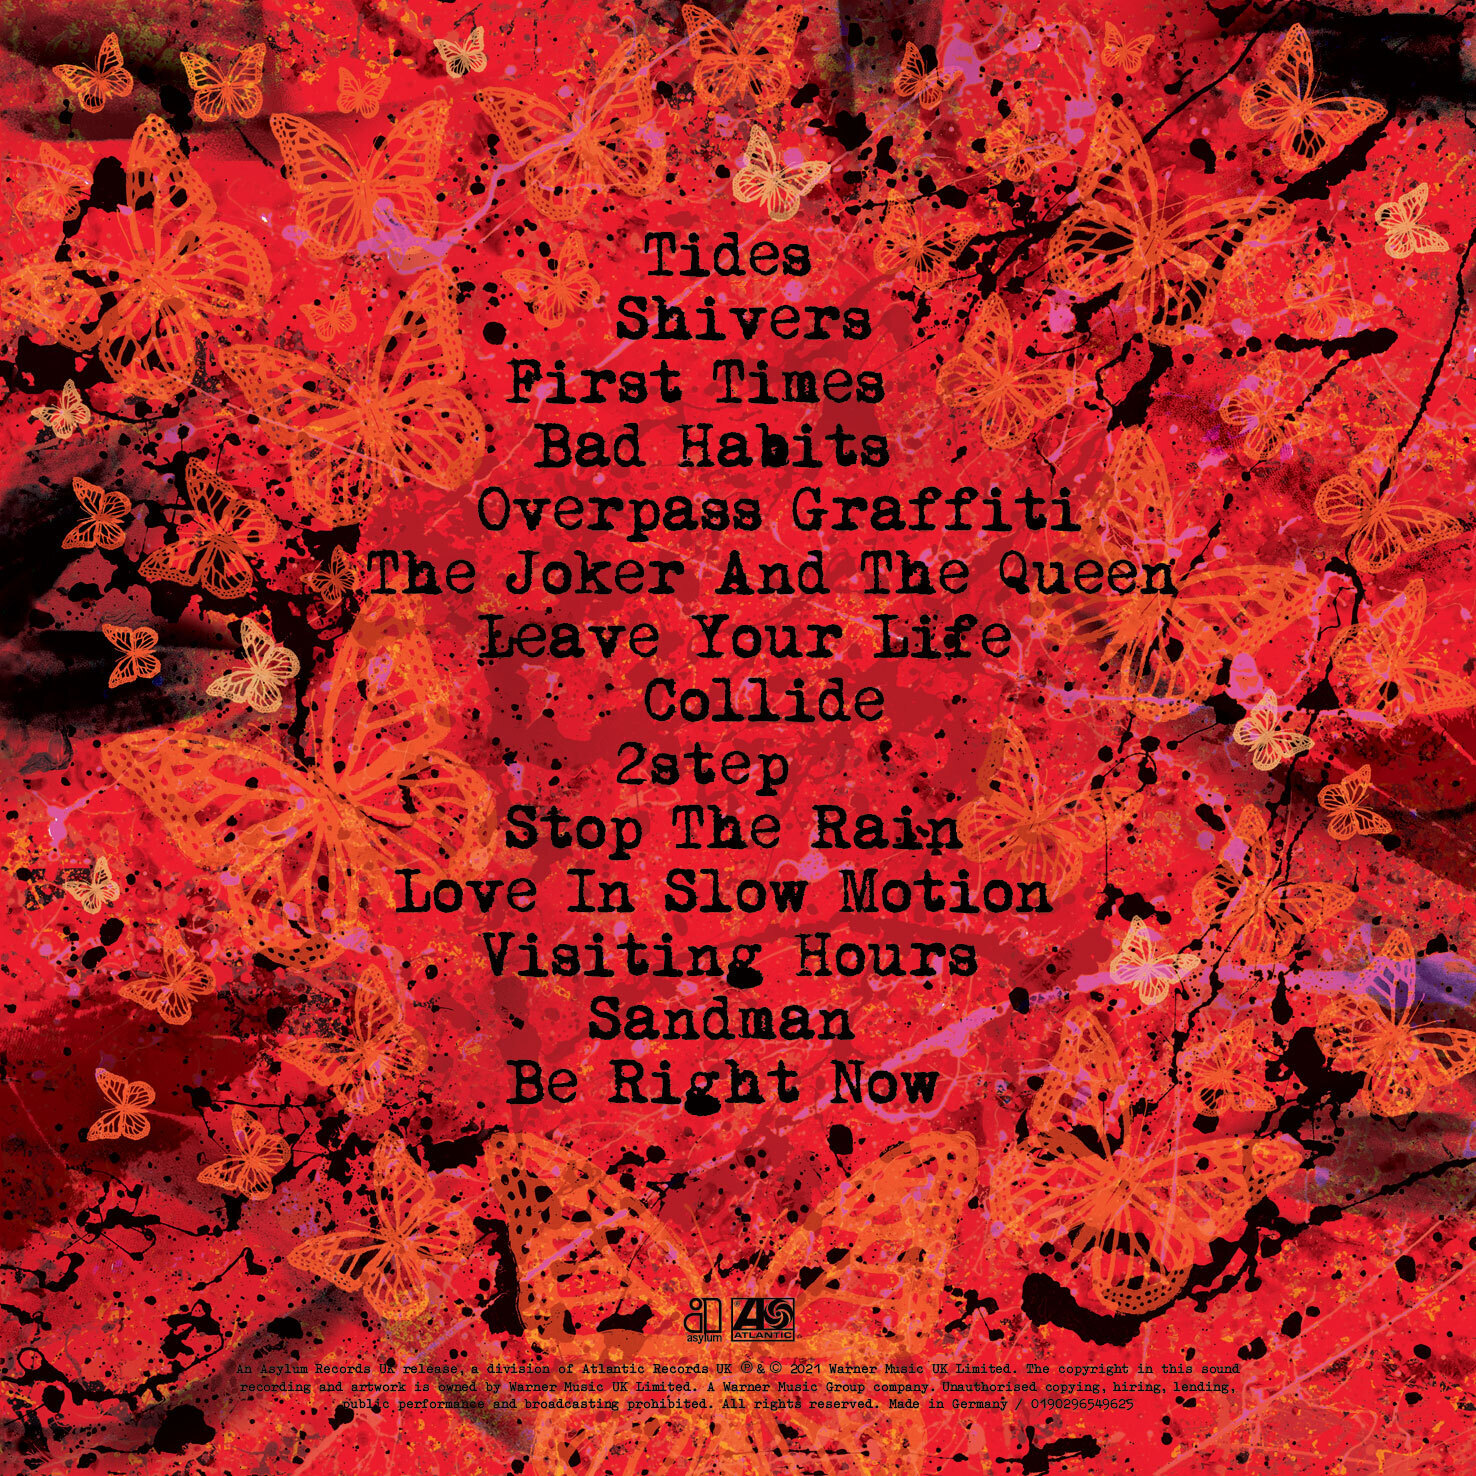 Tides
Shivers
First Times
Bad Habits
Overpass Graffiti
The Joker And The Queen
Leave Your Life
Collide
2step
Stop The Rain
Love In Slow Motion
Visiting Hours
Sandman
Be Right Now
asylum ATLANTIC
An Asylum Records UK release, a division of Atlantic Records UK ℗ & © 2021 Warner Music UK Limited. The copyright in this sound
recording and artwork is owned by Warner Music UK Limited. A Warner Music Group company. Unauthorised copying, hiring, lending,
public performance and broadcasting prohibited. All rights reserved. Made in Germany / 0190296549625